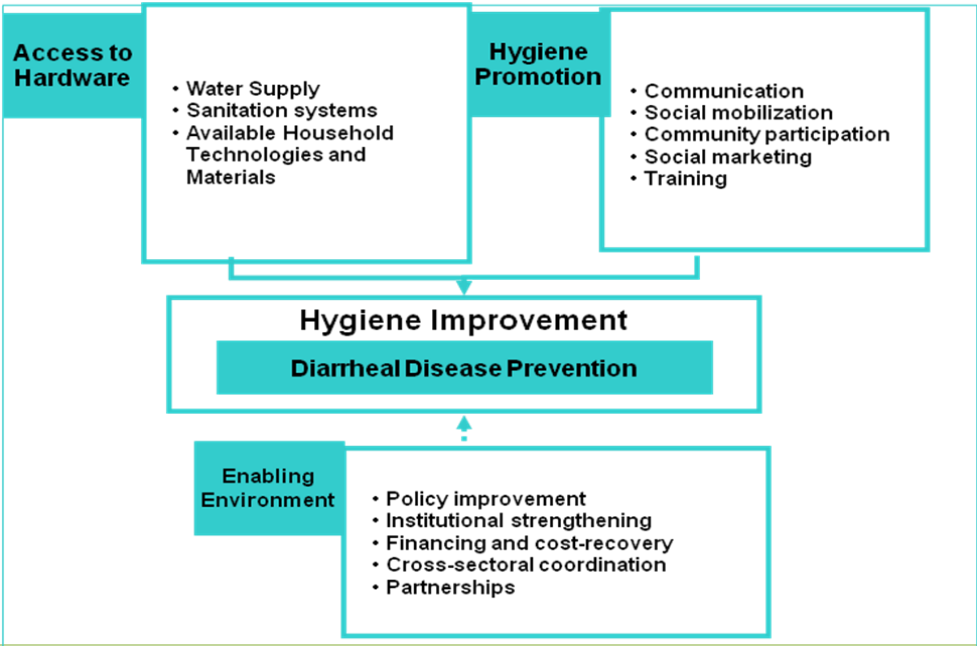 Access to
Hardware
• Water Supply
• Sanitation systems
• Available Household
Technologies and
Materials
Hygiene
Promotion
• Communication
• Social mobilization
• Community participation
• Social marketing
• Training
Hygiene Improvement
Diarrheal Disease Prevention
Enabling
Environment
• Policy improvement
• Institutional strengthening
• Financing and cost-recovery
• Cross-sectoral coordination
• Partnerships